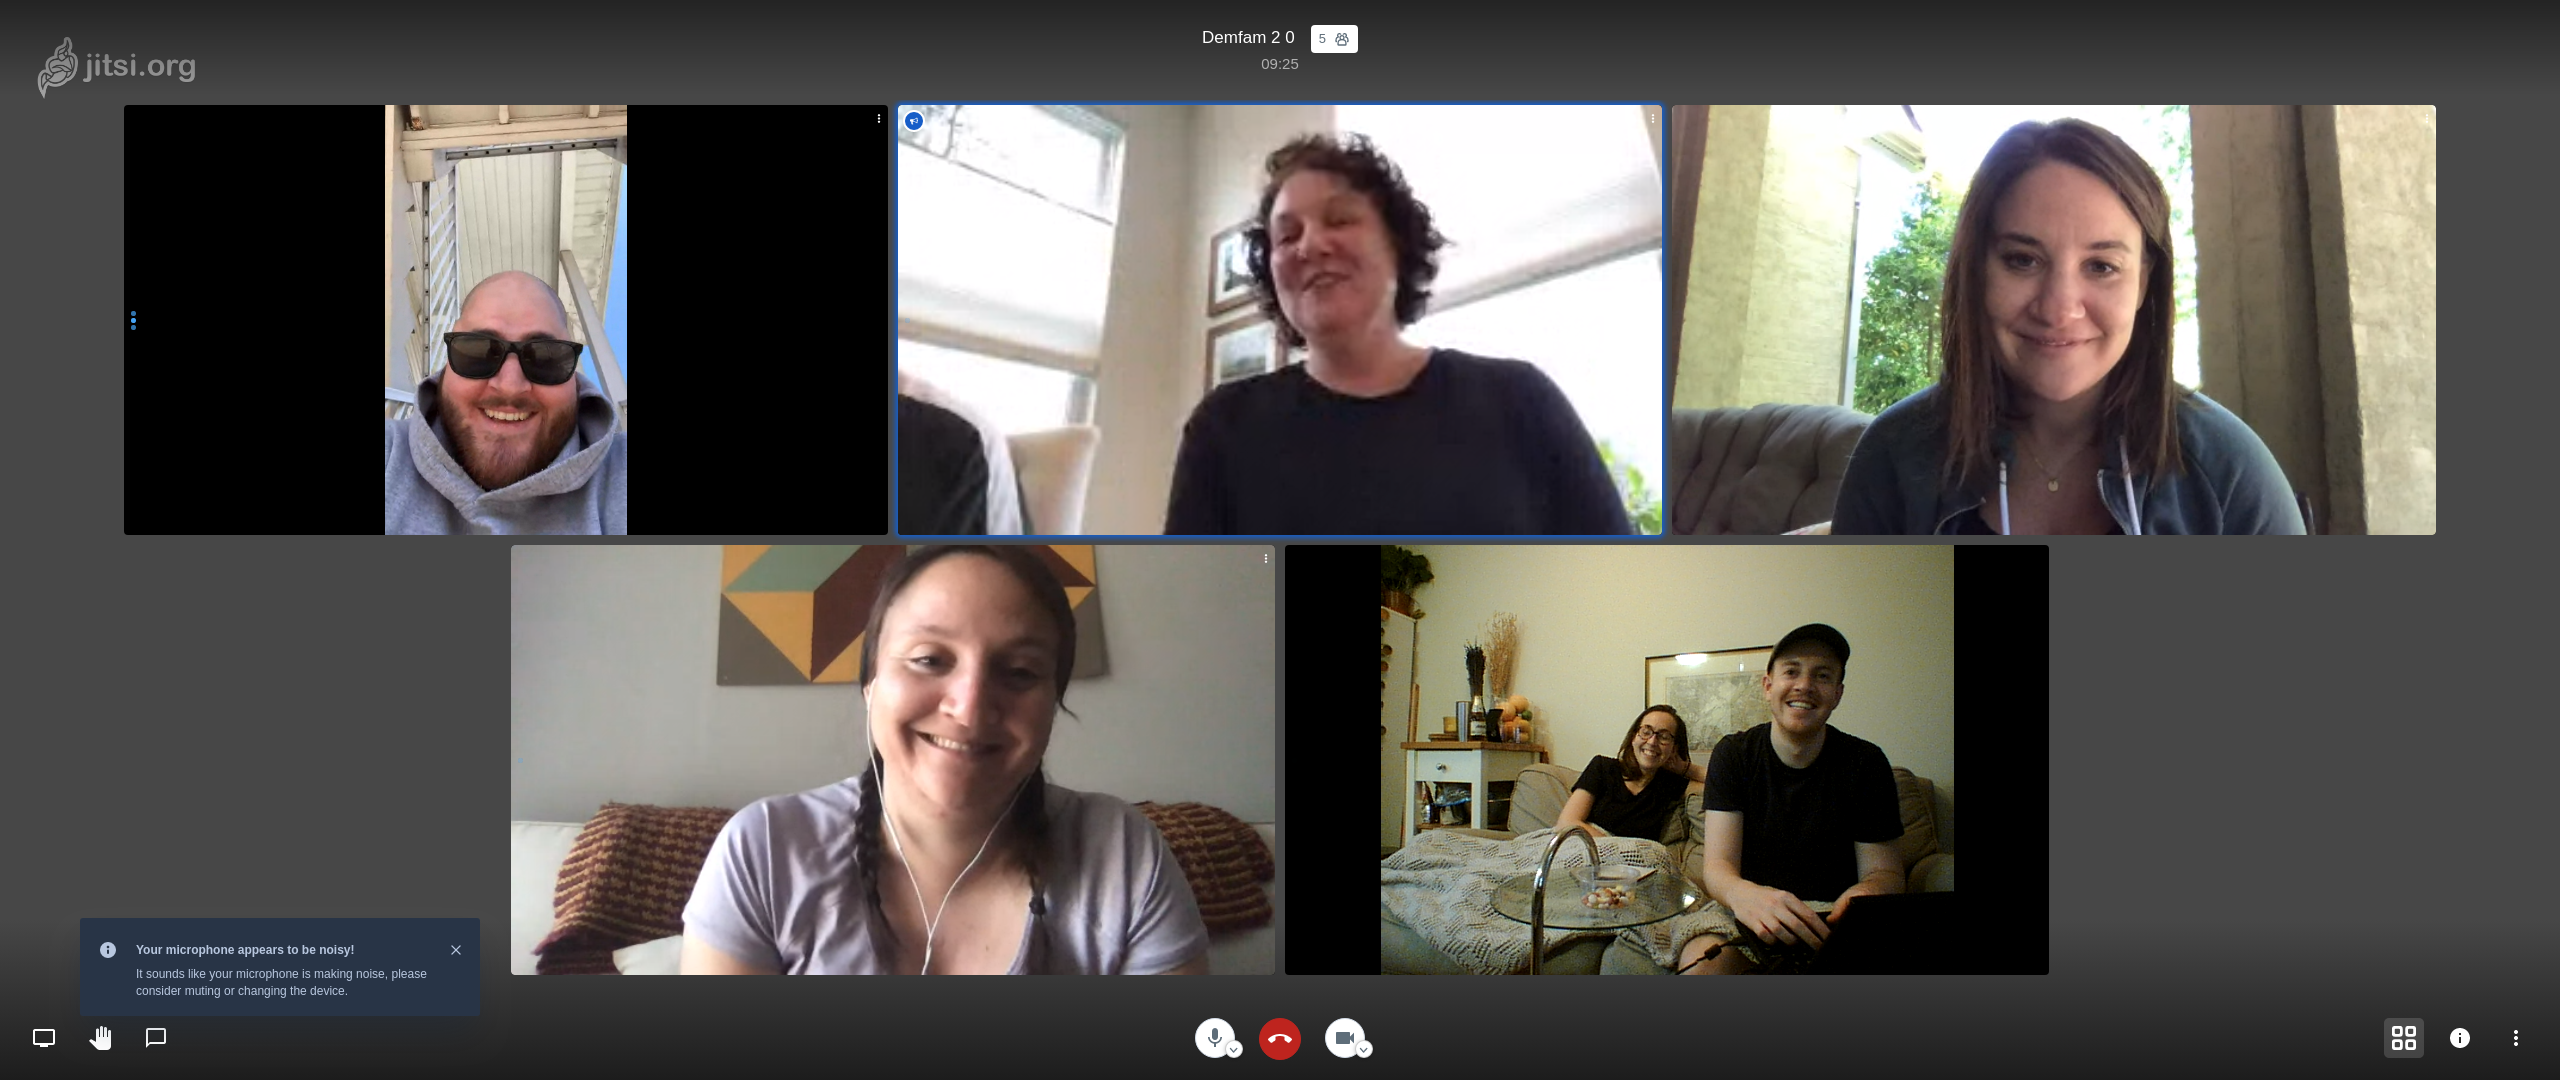 jitsi.org
Demfam 2 0
5
09:25
Your microphone appears to be noisy!
It sounds like your microphone is making noise, please
consider muting or changing the device.